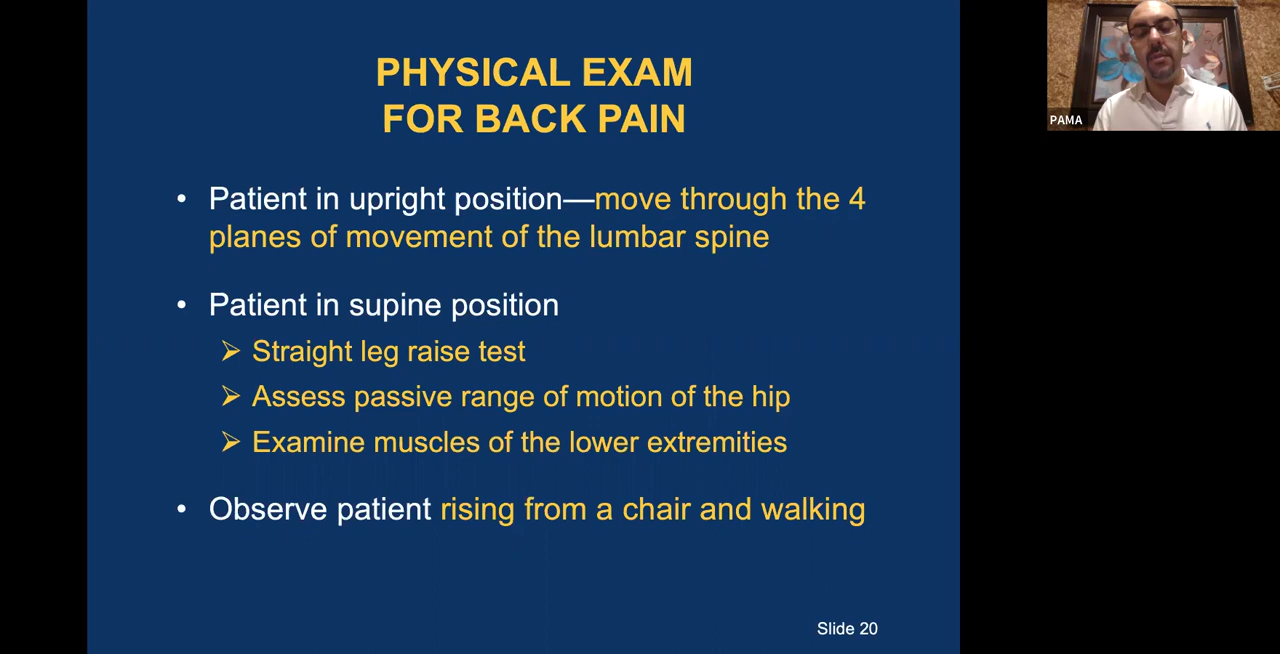 PHYSICAL EXAM
FOR BACK PAIN
• Patient in upright position—move through the 4
planes of movement of the lumbar spine
• Patient in supine position
➢ Straight leg raise test
➢ Assess passive range of motion of the hip
➢ Examine muscles of the lower extremities
• Observe patient rising from a chair and walking
Slide 20
PAMA